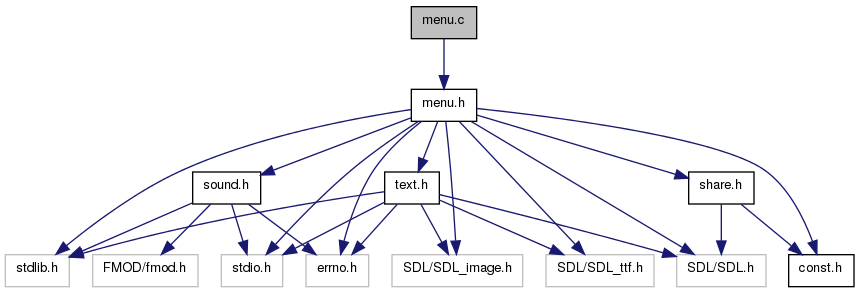 menu.c
menu.h
sound.h
text.h
share.h
stdlib.h
FMOD/fmod.h
stdio.h
errno.h
SDL/SDL_image.h
SDL/SDL_ttf.h
SDL/SDL.h
const.h